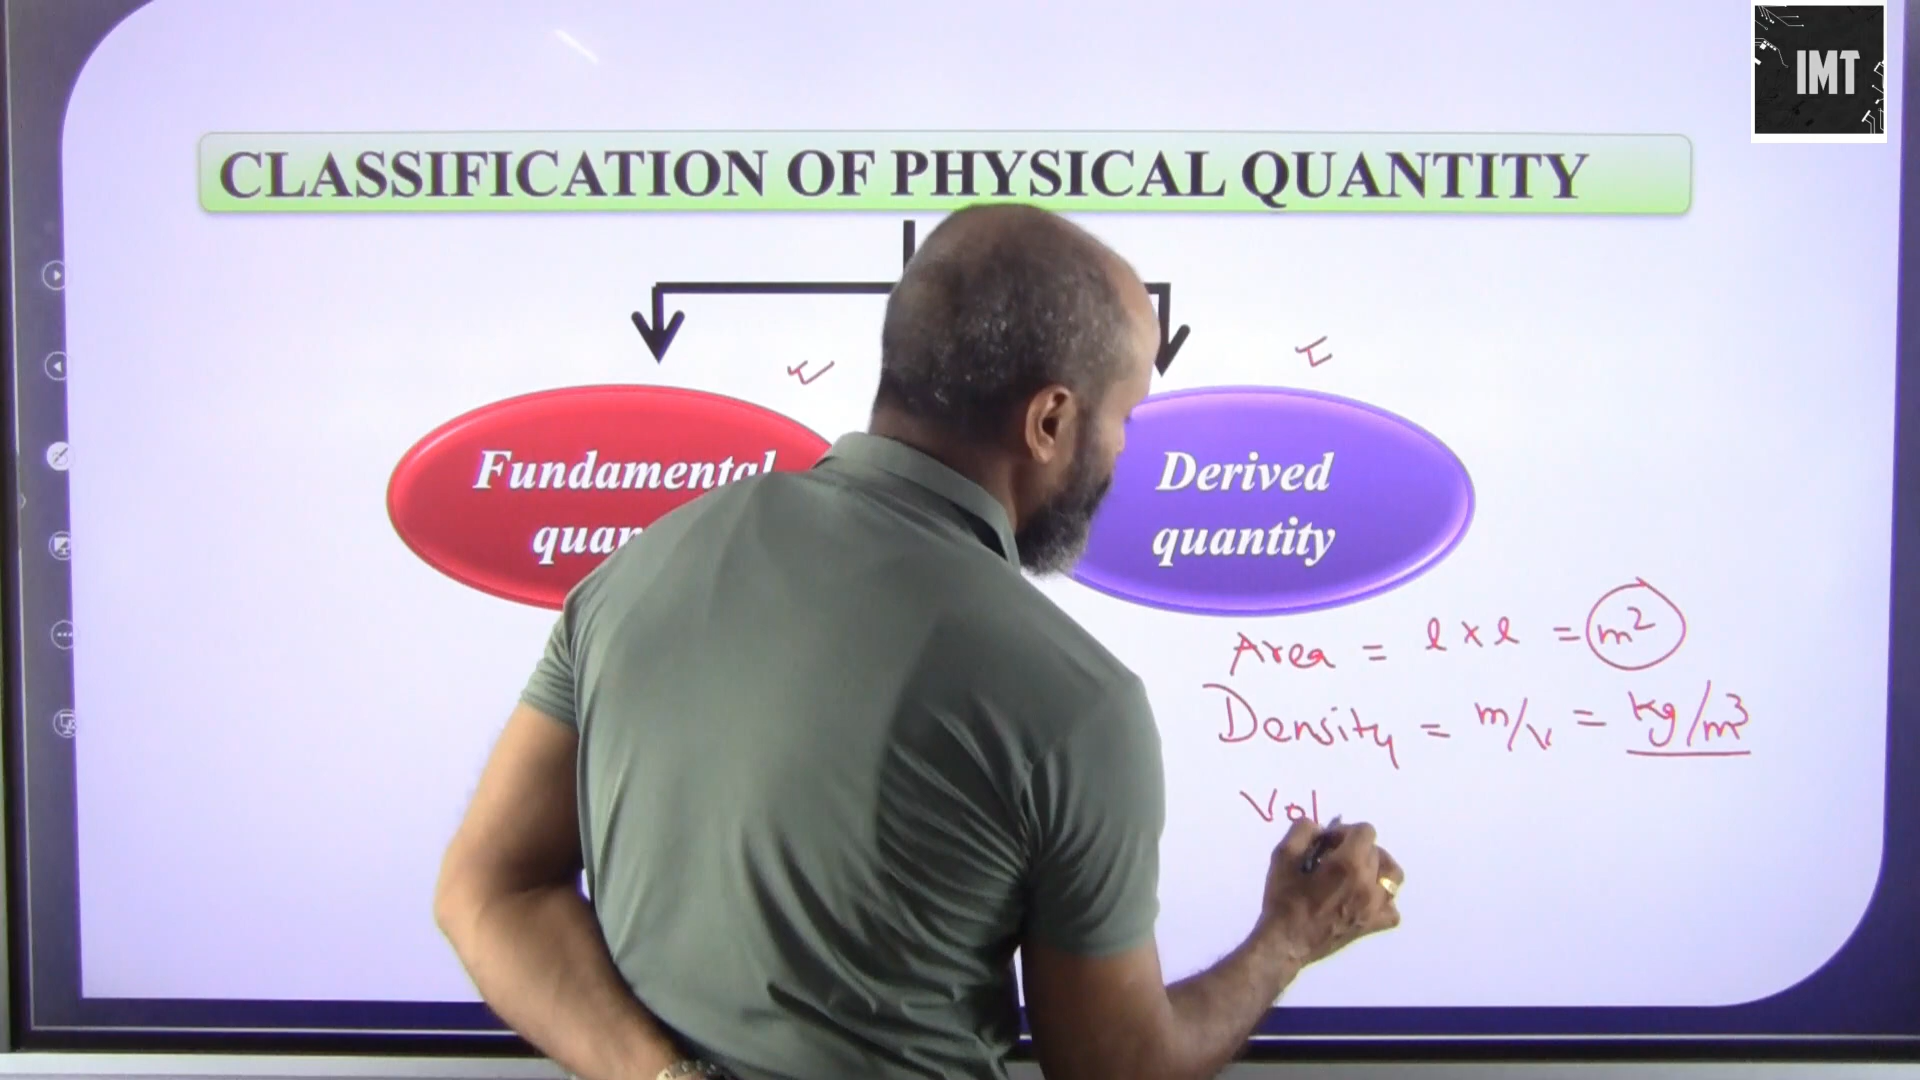 IMT
CLASSIFICATION OF PHYSICAL QUANTITY
Fundamental
Derived
quantity
Area = l x l = m²
Density = m/v = kg/m³
Vol